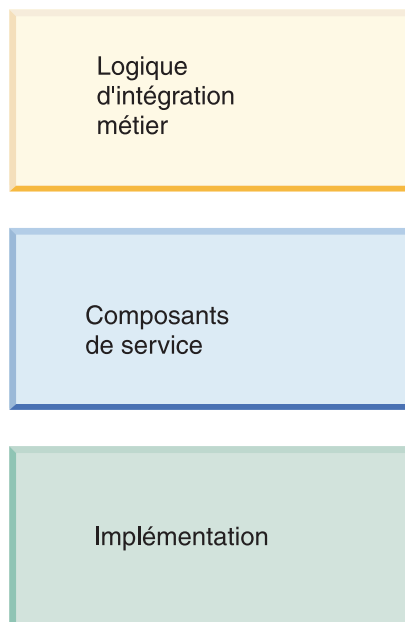 Logique
d'intégration
métier
Composants
de service
Implémentation